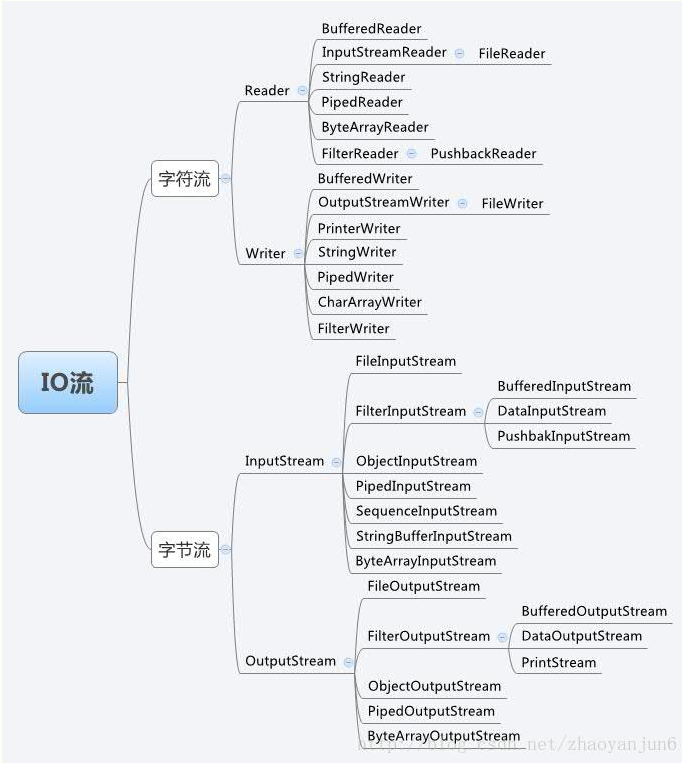 IO流
字符流
Reader
BufferedReader
InputStreamReader FileReader
StringReader
PipedReader
ByteArrayReader
FilterReader PushbackReader
Writer
BufferedWriter
OutputStreamWriter FileWriter
PrinterWriter
StringWriter
PipedWriter
CharArrayWriter
FilterWriter
字节流
InputStream
FileInputStream
FilterInputStream
BufferedInputStream
DataInputStream
PushbakInputStream
ObjectInputStream
PipedInputStream
SequenceInputStream
StringBufferInputStream
ByteArrayInputStream
OutputStream
FileOutputStream
FilterOutputStream
BufferedOutputStream
DataOutputStream
PrintStream
ObjectOutputStream
PipedOutputStream
ByteArrayOutputStream
http://blog.csdn.net/zhaoyanjun6